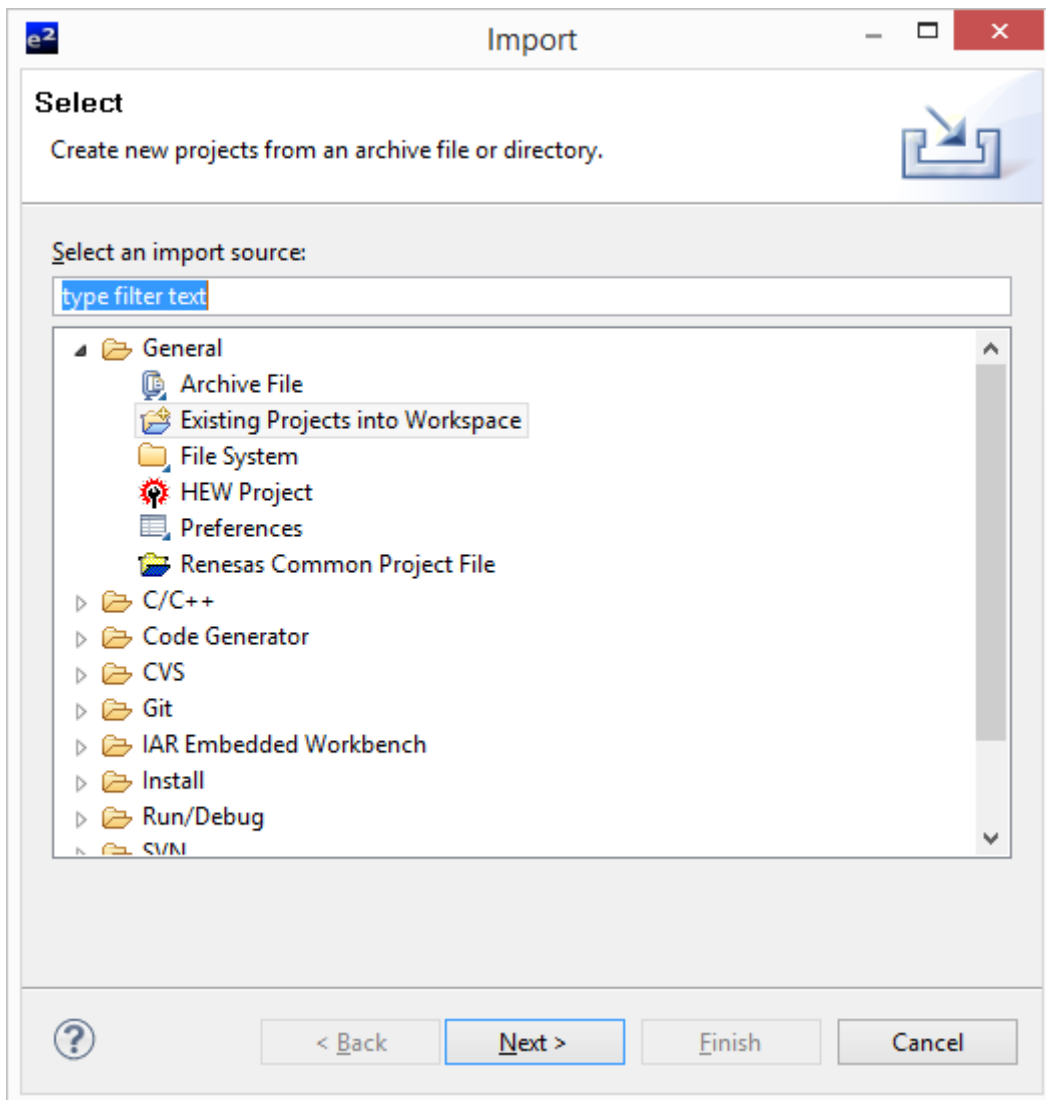 e²
Import
Select
Create new projects from an archive file or directory.
Select an import source:
type filter text
General
Archive File
Existing Projects into Workspace
File System
HEW Project
Preferences
Renesas Common Project File
C/C++
Code Generator
CVS
Git
IAR Embedded Workbench
Install
Run/Debug
SVN
?
< Back Next > Finish Cancel